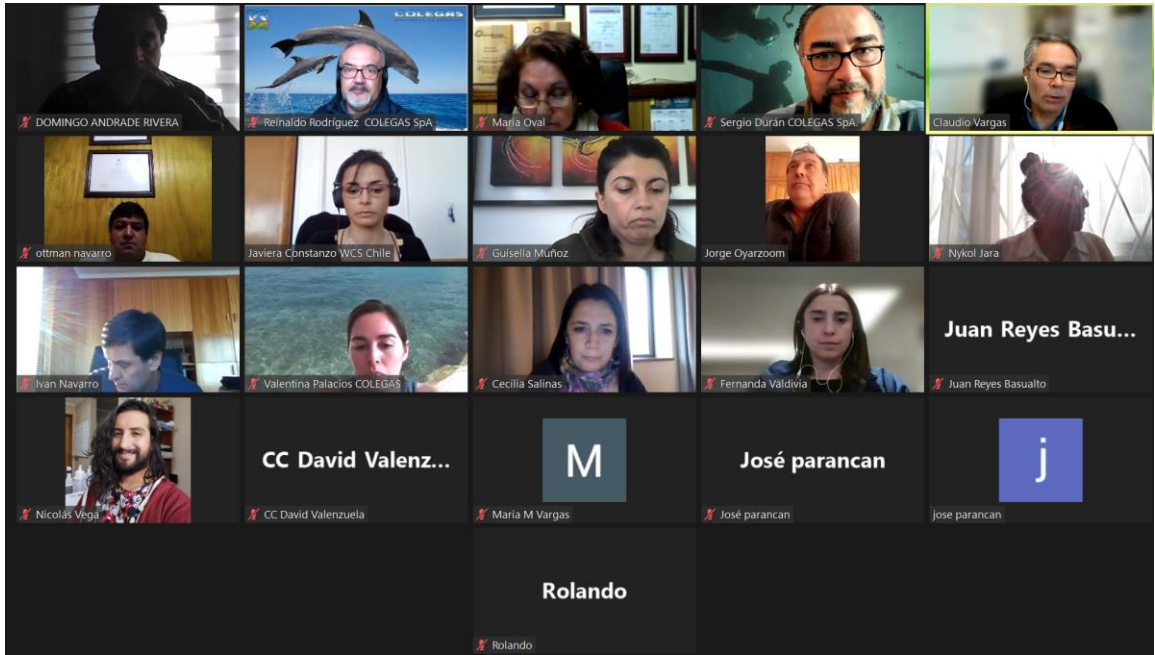 COLEGAS
DOMINGO ANDRADE RIVERA
Reinaldo Rodríguez COLEGAS SpA
Maria Oval
Sergio Durán COLEGAS SpA.
Claudio Vargas
ottman navarro
Javiera Constanzo WCS Chile
Guisella Muñoz
Jorge Oyarzoom
Nykol Jara
Ivan Navarro
Valentina Palacios COLEGAS
Cecilia Salinas
Fernanda Valdivia
Juan Reyes Basu...
Juan Reyes Basualto
Nicolás Vega
CC David Valenz...
CC David Valenzuela
M
Maria M Vargas
José parancan
José parancan
j
jose parancan
Rolando
Rolando